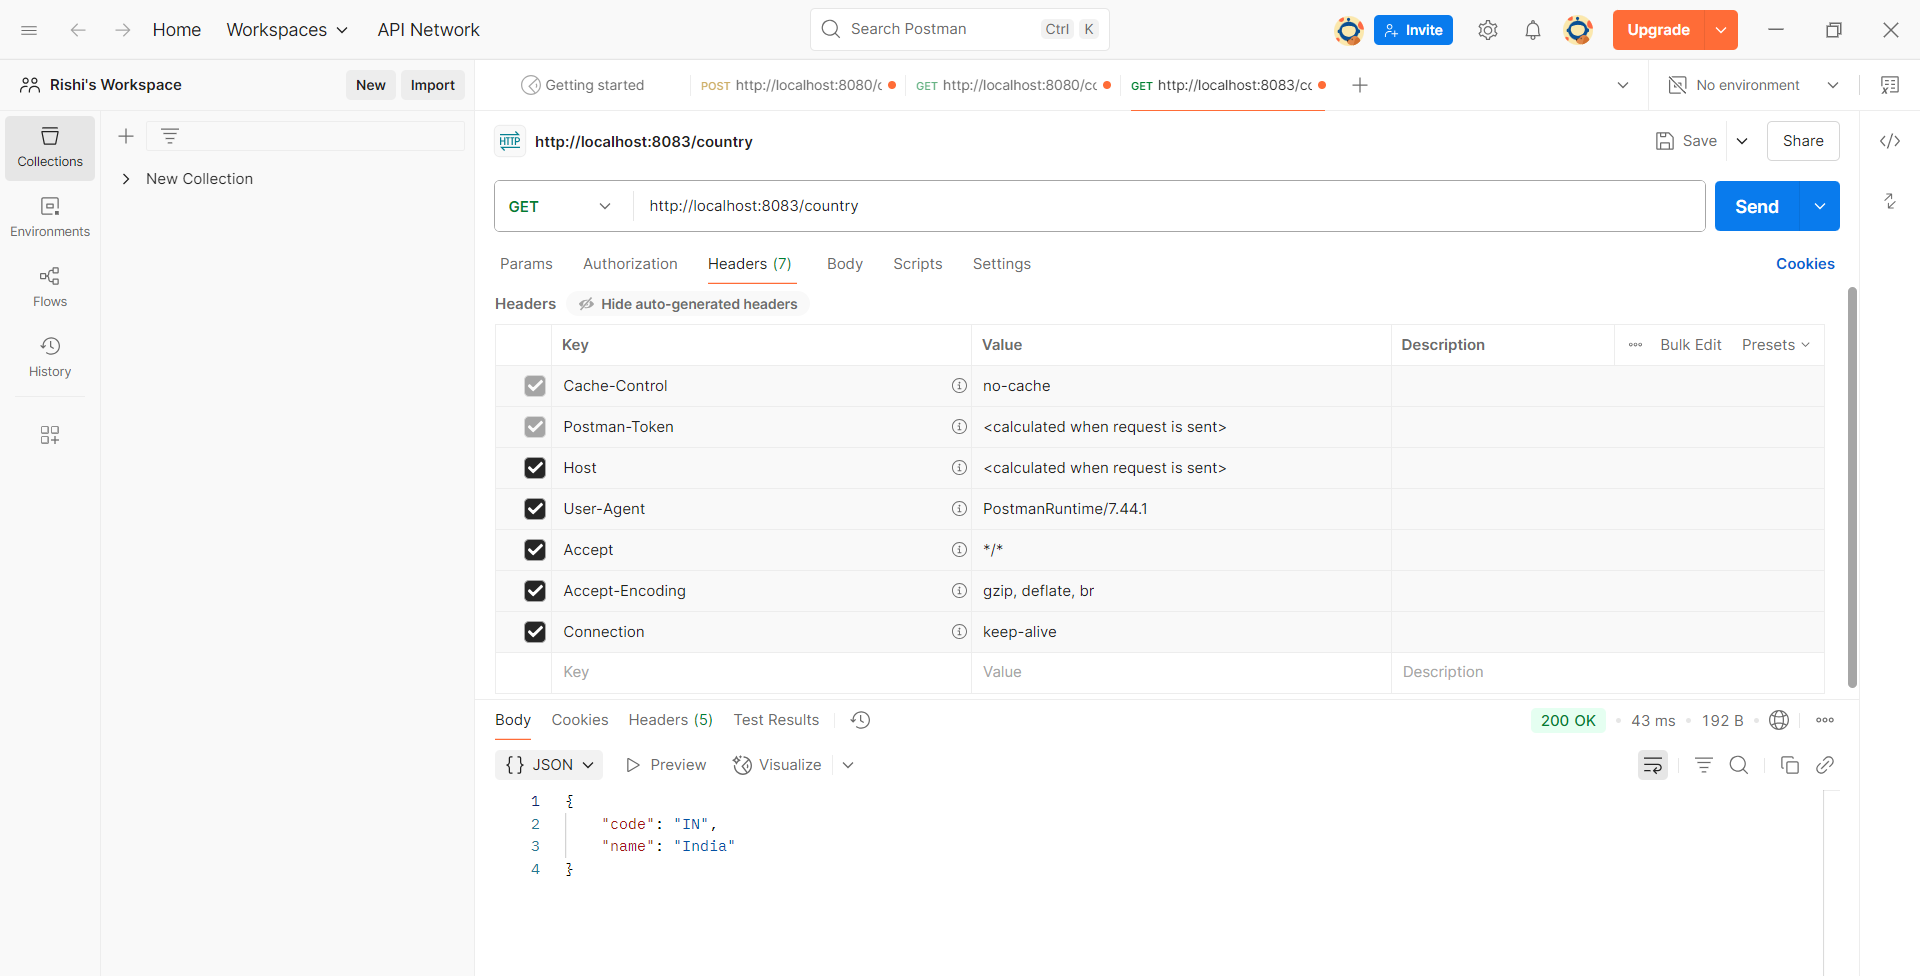 Home Workspaces API Network Search Postman Ctrl K Invite Upgrade
Rishi's Workspace New Import Getting started POST http://localhost:8080/c GET http://localhost:8080/cc GET http://localhost:8083/cc No environment
Collections
Environments
Flows
History
New Collection
HTTP http://localhost:8083/country Save Share
GET http://localhost:8083/country Send
Params Authorization Headers (7) Body Scripts Settings Cookies
Headers Hide auto-generated headers
Key Value Description Bulk Edit Presets
Cache-Control no-cache
Postman-Token <calculated when request is sent>
Host <calculated when request is sent>
User-Agent PostmanRuntime/7.44.1
Accept */*
Accept-Encoding gzip, deflate, br
Connection keep-alive
Key Value Description
Body Cookies Headers (5) Test Results 200 OK 43 ms 192 B
{} JSON Preview Visualize
1 {
2 "code": "IN",
3 "name": "India"
4 }